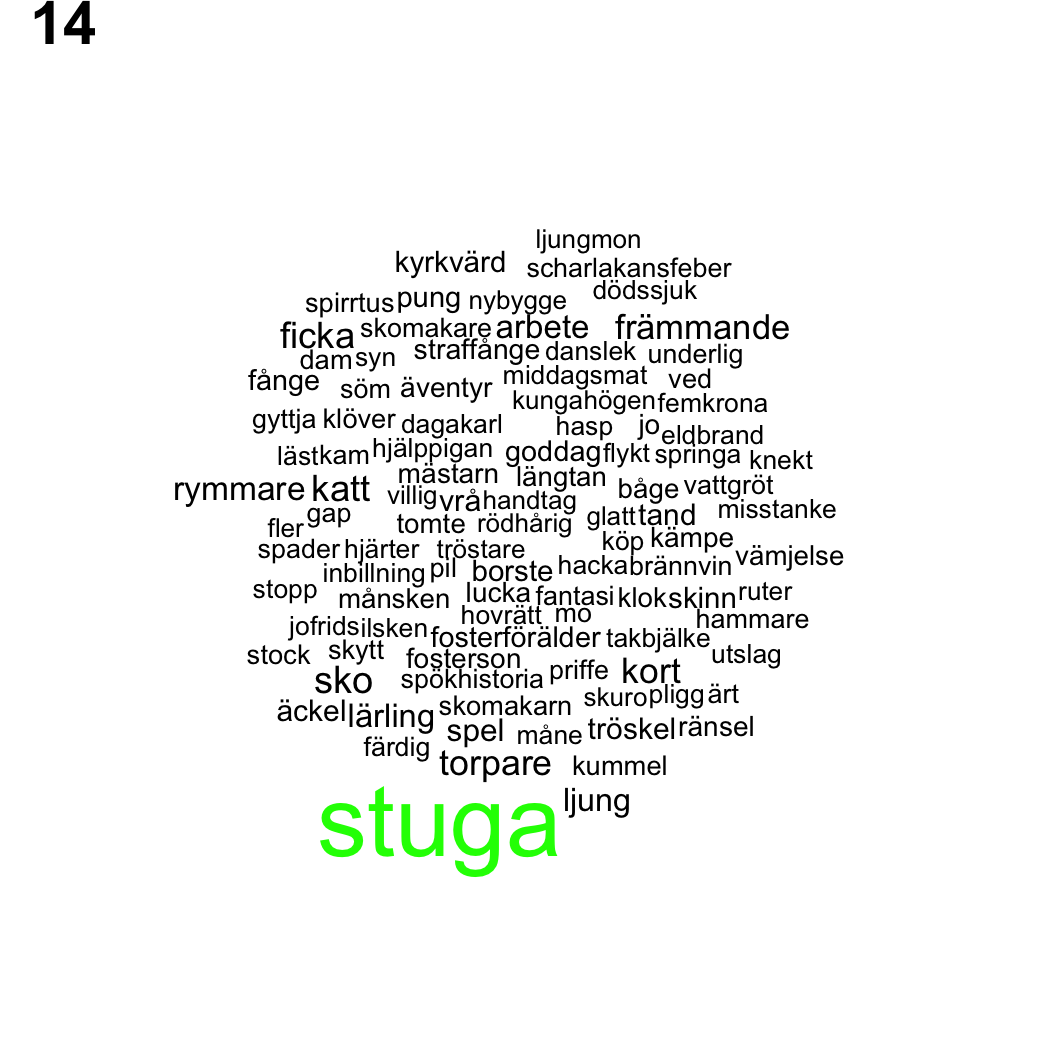 14
ljungmon
kyrkvärd scharlakansfeber
spirrtus pung nybygge dödssjuk
ficka skomakare arbete främmande
dam syn straffånge danslek underlig
fånge söm äventyr middagsmat ved
kungahögen femkrona
gyttja klöver dagakarl hasp jo eldbrand
lästkam hjälppigan goddag flykt springa knekt
rymmare katt mästarn längtan båge vattgröt
villig vrå handtag misstanke
fler gap tomte rödhårig glatt tand
spader hjärter tröstare köp kämpe vämjelse
inbillning pil borste hacka brännvin
stopp månsken lucka fantasi klok skinn ruter
hovrätt mo hammare
jofrids ilsken fosterförälder takbjälke
stock skytt fosterson utslag
sko spökhistoria priffe kort
äckel lärling skomakarn skuro pligg ärt
spel måne tröskel ränsel
färdig torpare kummel
stuga ljung